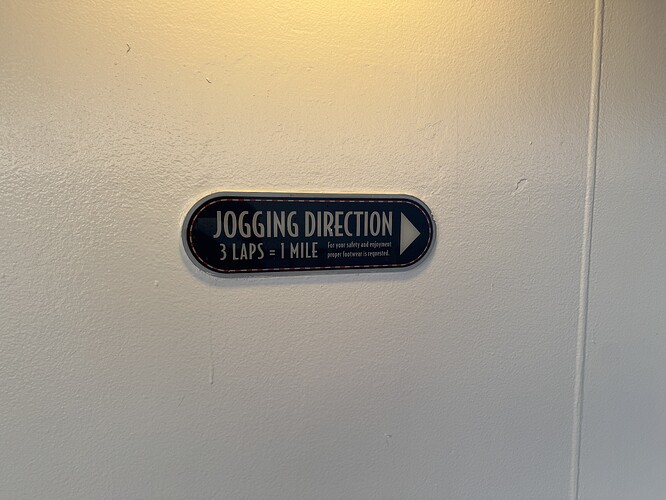 JOGGING DIRECTION
3 LAPS = 1 MILE
For your safety and enjoyment
proper footwear is requested.